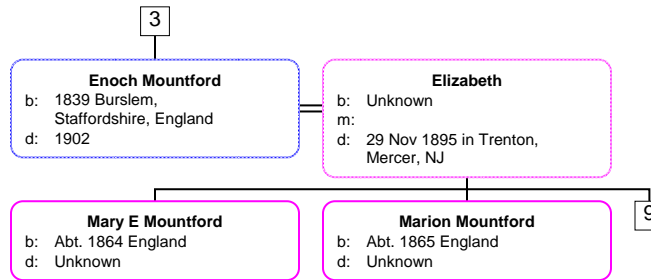 3
Enoch Mountford
b: 1839 Burslem,
Staffordshire, England
d: 1902
Elizabeth
b: Unknown
m:
d: 29 Nov 1895 in Trenton,
Mercer, NJ
Mary E Mountford
b: Abt. 1864 England
d: Unknown
Marion Mountford
b: Abt. 1865 England
d: Unknown
9